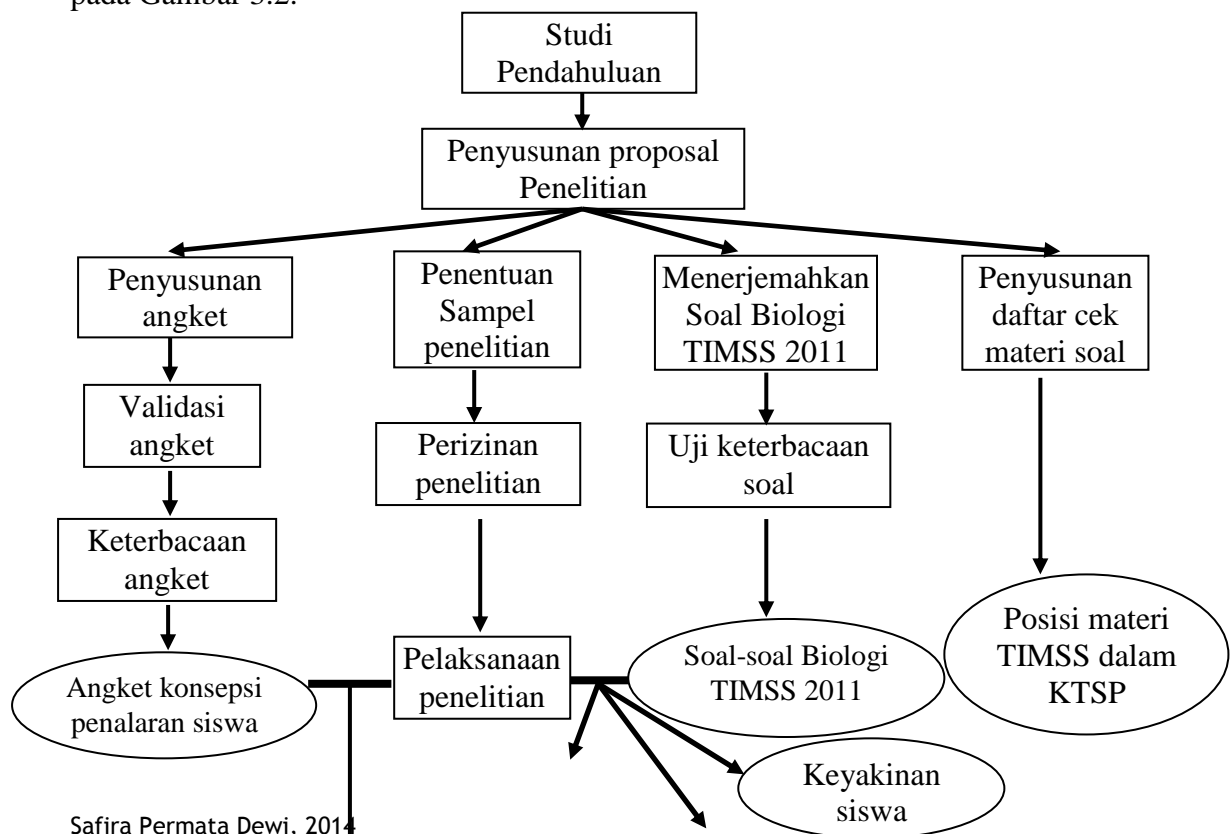 pada Gambar 3.2.
Studi
Pendahuluan
Penyusunan proposal
Penelitian
Penyusunan
angket
Penentuan
Sampel
penelitian
Menerjemahkan
Soal Biologi
TIMSS 2011
Penyusunan
daftar cek
materi soal
Validasi
angket
Perizinan
penelitian
Uji keterbacaan
soal
Keterbacaan
angket
Angket konsepsi
penalaran siswa
Pelaksanaan
penelitian
Soal-soal Biologi
TIMSS 2011
Posisi materi
TIMSS dalam
KTSP
Keyakinan
siswa
Safira Permata Dewi, 2014